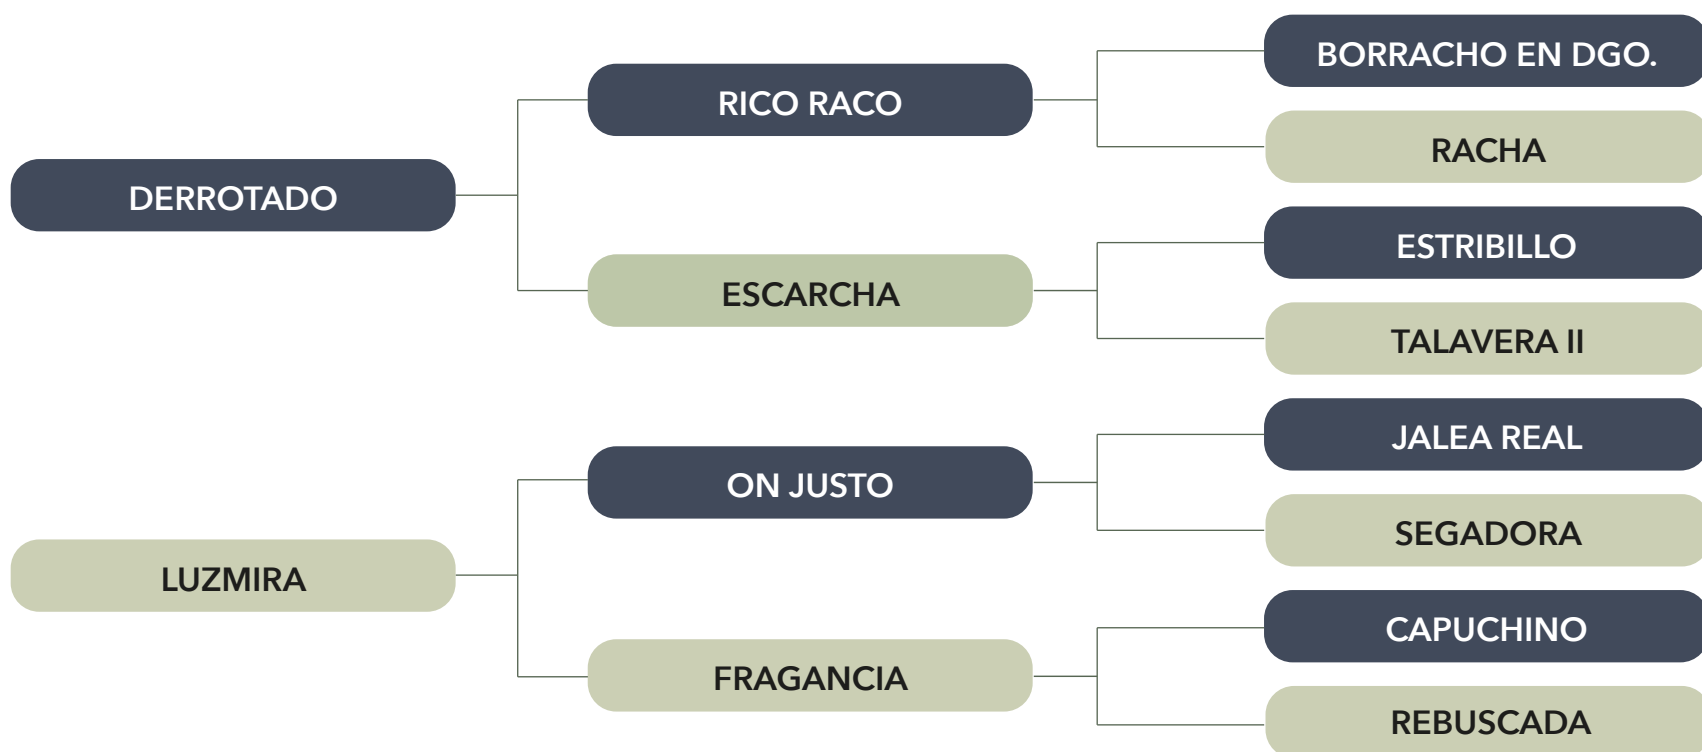 BORRACHO EN DGO.
RICO RACO
RACHA
DERROTADO
ESTRIBILLO
ESCARCHA
TALAVERA II
JALEA REAL
ON JUSTO
SEGADORA
LUZMIRA
CAPUCHINO
FRAGANCIA
REBUSCADA